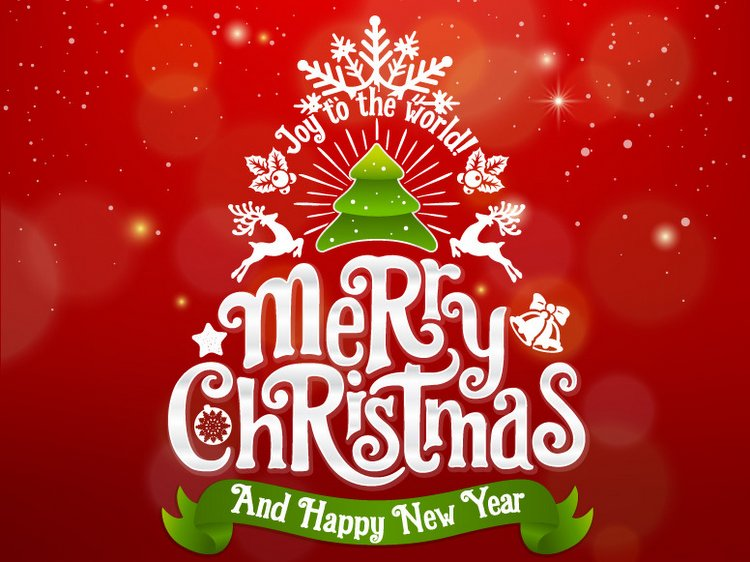 Joy to the world!
Merry
Christmas
And Happy New Year